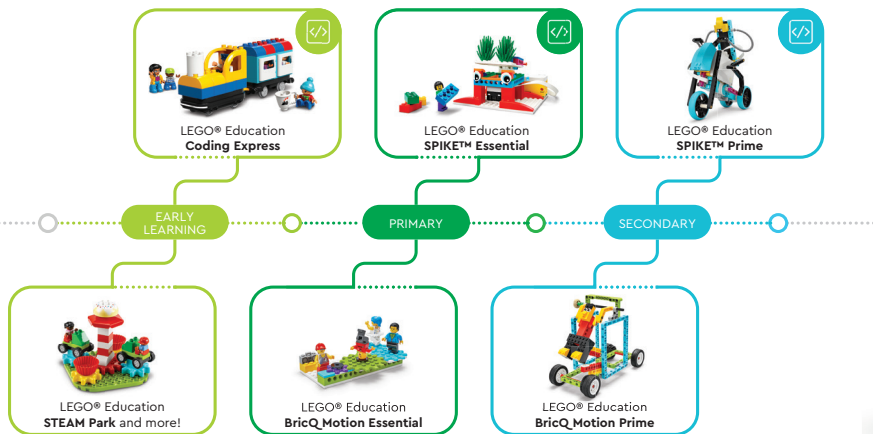 </>
</>
</>
LEGO® Education
Coding Express
LEGO® Education
SPIKE™ Essential
LEGO® Education
SPIKE™ Prime
EARLY
LEARNING
PRIMARY
SECONDARY
LEGO® Education
STEAM Park and more!
LEGO® Education
BricQ Motion Essential
LEGO® Education
BricQ Motion Prime